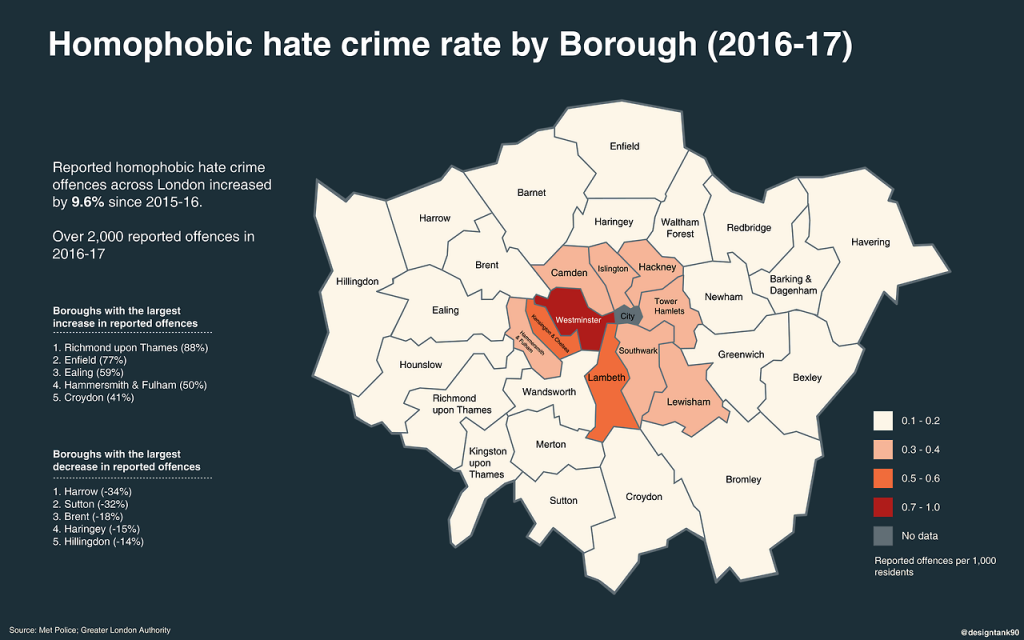 Homophobic hate crime rate by Borough (2016-17)
Reported homophobic hate crime
offences across London increased
by 9.6% since 2015-16.
Over 2,000 reported offences in
2016-17
Boroughs with the largest
increase in reported offences
1. Richmond upon Thames (88%)
2. Enfield (77%)
3. Ealing (59%)
4. Hammersmith & Fulham (50%)
5. Croydon (41%)
Boroughs with the largest
decrease in reported offences
1. Harrow (-34%)
2. Sutton (-32%)
3. Brent (-18%)
4. Haringey (-15%)
5. Hillingdon (-14%)
Enfield
Barnet
Harrow
Haringey
Waltham
Forest
Redbridge
Havering
Hillingdon
Brent
Camden
Islington
Hackney
Barking &
Dagenham
Newham
Ealing
Tower
Hamlets
Westminster
City
Kensington & Chelsea
Hammersmith
& Fulham
Southwark
Greenwich
Hounslow
Lambeth
Bexley
Wandsworth
Richmond
upon Thames
Lewisham
Merton
Kingston
upon
Thames
Bromley
Sutton
Croydon
0.1 - 0.2
0.3 - 0.4
0.5 - 0.6
0.7 - 1.0
No data
Reported offences per 1,000
residents
Source: Met Police; Greater London Authority
@designtank90